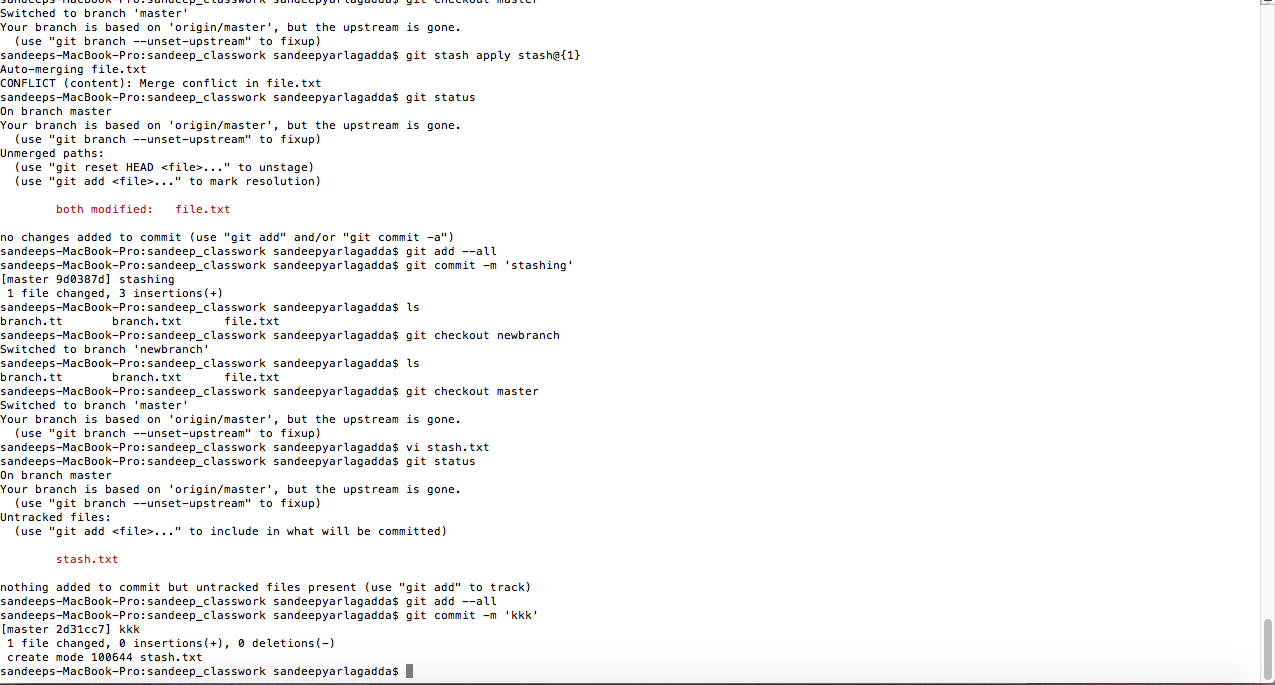 Switched to branch 'master'
Your branch is based on 'origin/master', but the upstream is gone.
  (use "git branch --unset-upstream" to fixup)
sandeeps-MacBook-Pro:sandeep_classwork sandeepyarlagadda$ git stash apply stash@{1}
Auto-merging file.txt
CONFLICT (content): Merge conflict in file.txt
sandeeps-MacBook-Pro:sandeep_classwork sandeepyarlagadda$ git status
On branch master
Your branch is based on 'origin/master', but the upstream is gone.
  (use "git branch --unset-upstream" to fixup)
Unmerged paths:
  (use "git reset HEAD <file>..." to unstage)
  (use "git add <file>..." to mark resolution)

        both modified:   file.txt

no changes added to commit (use "git add" and/or "git commit -a")
sandeeps-MacBook-Pro:sandeep_classwork sandeepyarlagadda$ git add --all
sandeeps-MacBook-Pro:sandeep_classwork sandeepyarlagadda$ git commit -m 'stashing'
[master 9d0387d] stashing
 1 file changed, 3 insertions(+)
sandeeps-MacBook-Pro:sandeep_classwork sandeepyarlagadda$ ls
branch.tt       branch.txt      file.txt
sandeeps-MacBook-Pro:sandeep_classwork sandeepyarlagadda$ git checkout newbranch
Switched to branch 'newbranch'
sandeeps-MacBook-Pro:sandeep_classwork sandeepyarlagadda$ ls
branch.tt       branch.txt      file.txt
sandeeps-MacBook-Pro:sandeep_classwork sandeepyarlagadda$ git checkout master
Switched to branch 'master'
Your branch is based on 'origin/master', but the upstream is gone.
  (use "git branch --unset-upstream" to fixup)
sandeeps-MacBook-Pro:sandeep_classwork sandeepyarlagadda$ vi stash.txt
sandeeps-MacBook-Pro:sandeep_classwork sandeepyarlagadda$ git status
On branch master
Your branch is based on 'origin/master', but the upstream is gone.
  (use "git branch --unset-upstream" to fixup)
Untracked files:
  (use "git add <file>..." to include in what will be committed)

        stash.txt

nothing added to commit but untracked files present (use "git add" to track)
sandeeps-MacBook-Pro:sandeep_classwork sandeepyarlagadda$ git add --all
sandeeps-MacBook-Pro:sandeep_classwork sandeepyarlagadda$ git commit -m 'kkk'
[master 2d31cc7] kkk
 1 file changed, 0 insertions(+), 0 deletions(-)
 create mode 100644 stash.txt
sandeeps-MacBook-Pro:sandeep_classwork sandeepyarlagadda$